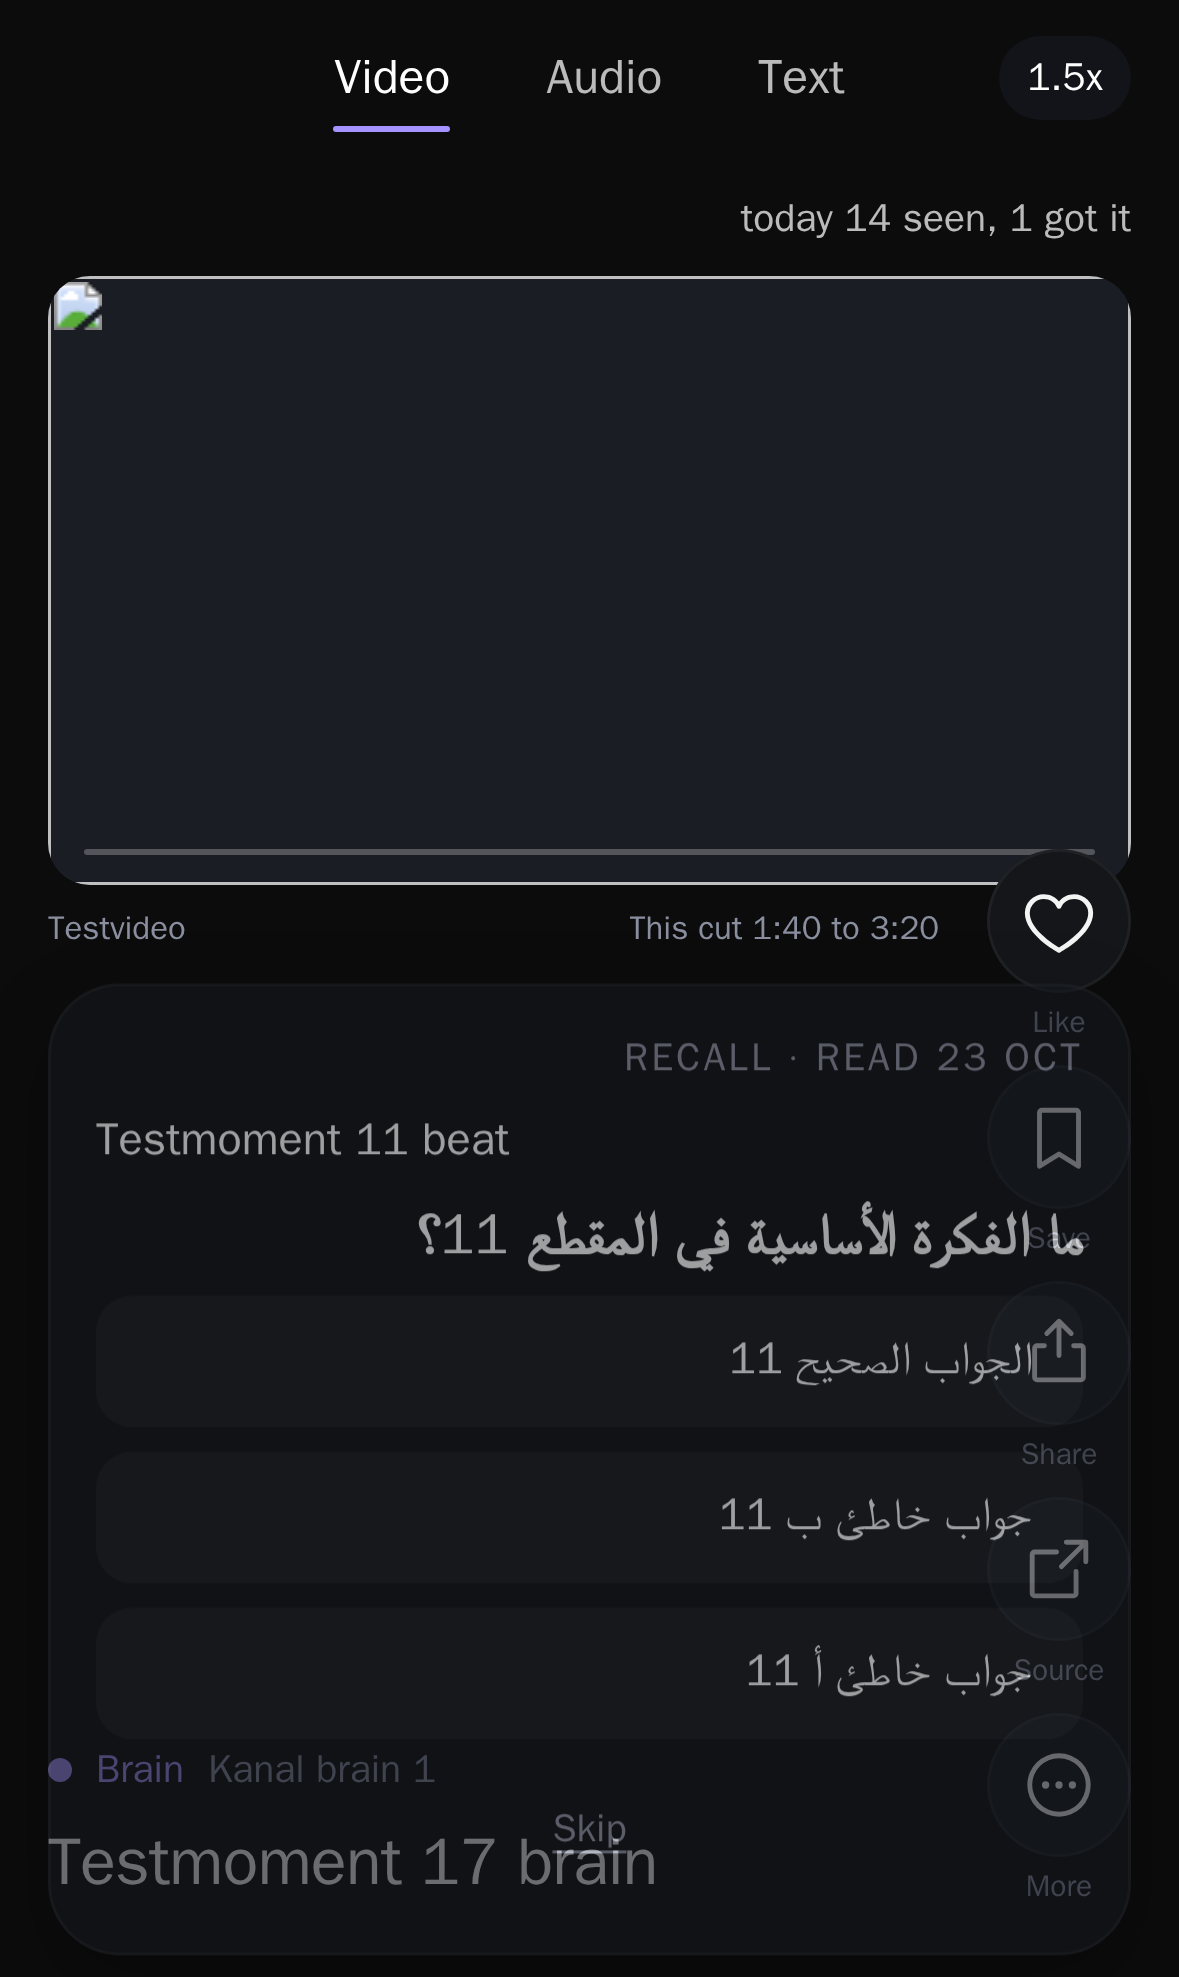 Video Audio Text 1.5x
today 14 seen, 1 got it
Testvideo This cut 1:40 to 3:20
Like
RECALL · READ 23 OCT
Testmoment 11 beat
ما الفكرة الأساسية في المقطع 11؟
Save
الجواب الصحيح 11
Share
جواب خاطئ ب 11
جواب خاطئ أ 11
Source
Brain Kanal brain 1
Skip
Testmoment 17 brain
More